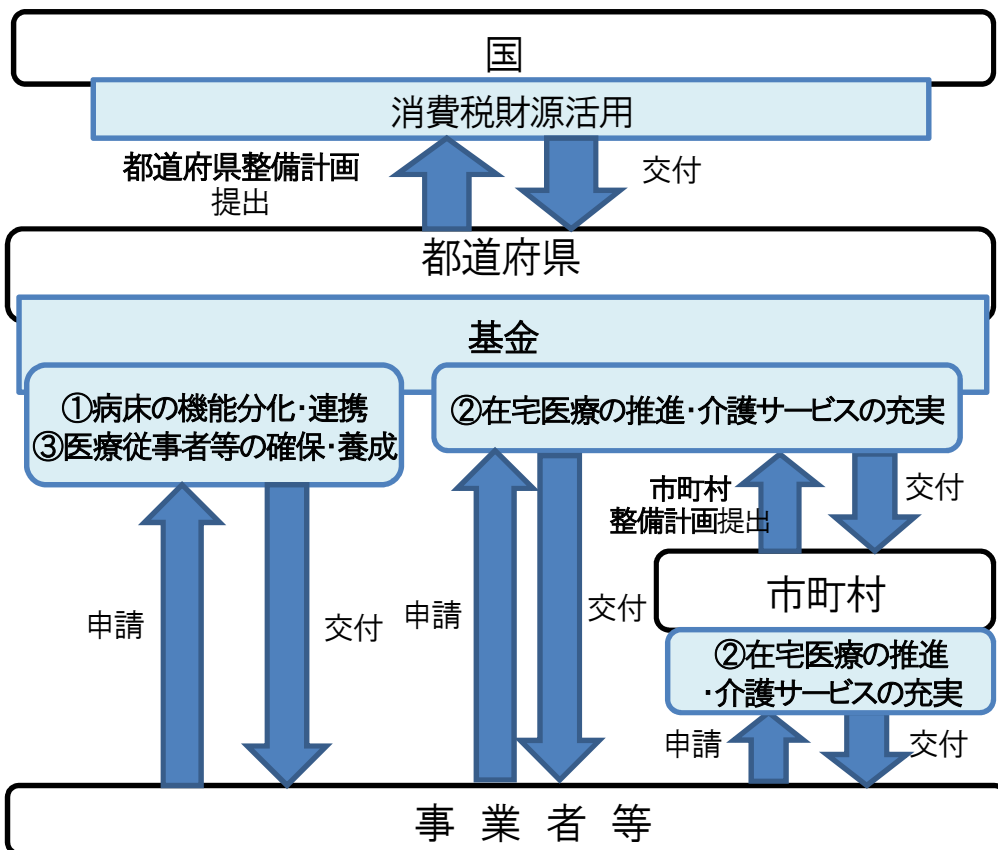 国
消費税財源活用
都道府県整備計画
提出
交付
都道府県
基金
①病床の機能分化・連携
③医療従事者等の確保・養成
②在宅医療の推進・介護サービスの充実
市町村
整備計画提出
交付
申請
交付
申請
交付
市町村
②在宅医療の推進
・介護サービスの充実
申請
交付
事 業 者 等